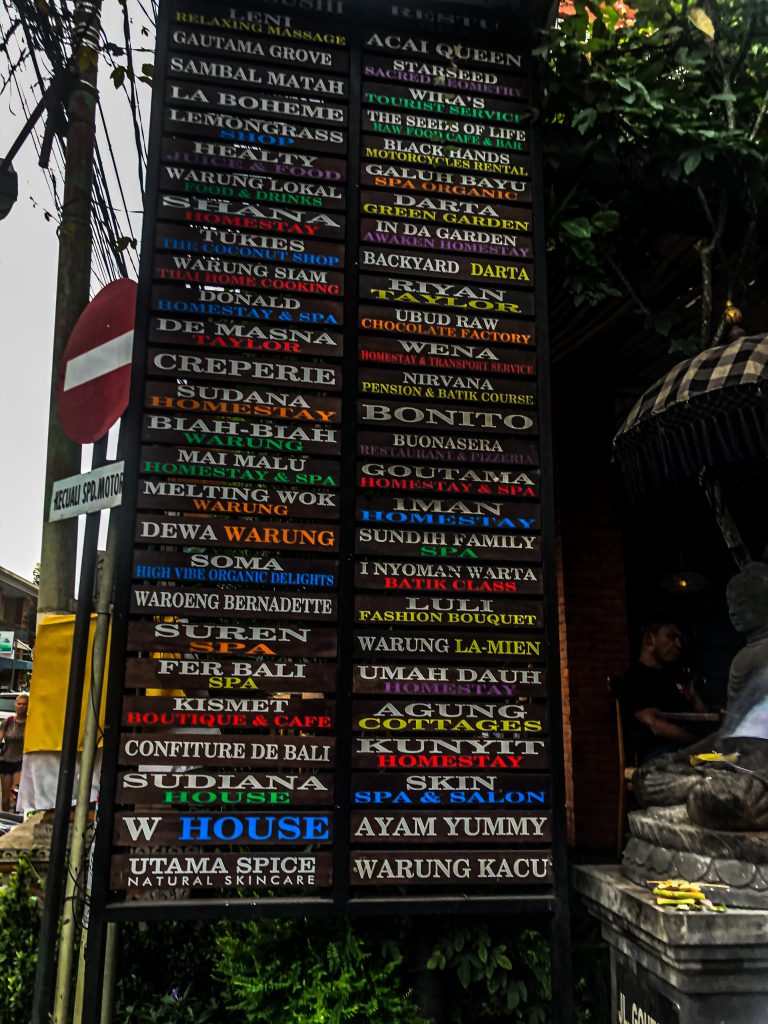 LENI
RELAXING MASSAGE
GAUTAMA GROVE
SAMBAL MATAH
LA BOHEME
LEMONGRASS
SHOP
HEALTY
JUICE & FOOD
WARUNG LOKAL
FOOD & DRINKS
SHANA
HOMESTAY
TUKIES
THE COCONUT SHOP
WARUNG SIAM
THAI HOME COOKING
DONALD
HOMESTAY & SPA
DE'MASNA
TAYLOR
CREPERIE
SUDANA
HOMESTAY
BIAH-BIAH
WARUNG
MAI MALU
HOMESTAY & SPA
MELTING WOK
WARUNG
DEWA WARUNG
SOMA
HIGH VIBE ORGANIC DELIGHTS
WAROENG BERNADETTE
SUREN
SPA
FER BALI
SPA
KISMET
BOUTIQUE & CAFE
CONFITURE DE BALI
SUDIANA
HOUSE
W HOUSE
UTAMA SPICE
NATURAL SKINCARE
RESTU
ACAI QUEEN
STARSEED
SACRED GEOMETRY
WIKA'S
TOURIST SERVICE
THE SEEDS OF LIFE
RAW FOOD CAFE & BAR
BLACK HANDS
MOTORCYCLES RENTAL
GALUH BAYU
SPA ORGANIC
DARTA
GREEN GARDEN
IN DA GARDEN
AWAKEN HOMESTAY
BACKYARD DARTA
RIYAN
TAYLOR
UBUD RAW
CHOCOLATE FACTORY
WENA
HOMESTAY & TRANSPORT SERVICE
NIRVANA
PENSION & BATIK COURSE
BONITO
BUONASERA
RESTAURANT & PIZZERIA
GOUTAMA
HOMESTAY & SPA
IMAN
HOMESTAY
SUNDIH FAMILY
SPA
I NYOMAN WARTA
BATIK CLASS
LULI
FASHION BOUQUET
WARUNG LA-MIEN
UMAH DAUH
HOMESTAY
AGUNG
COTTAGES
KUNYIT
HOMESTAY
SKIN
SPA & SALON
AYAM YUMMY
WARUNG KACU
KECUALI SPD.MOTOR